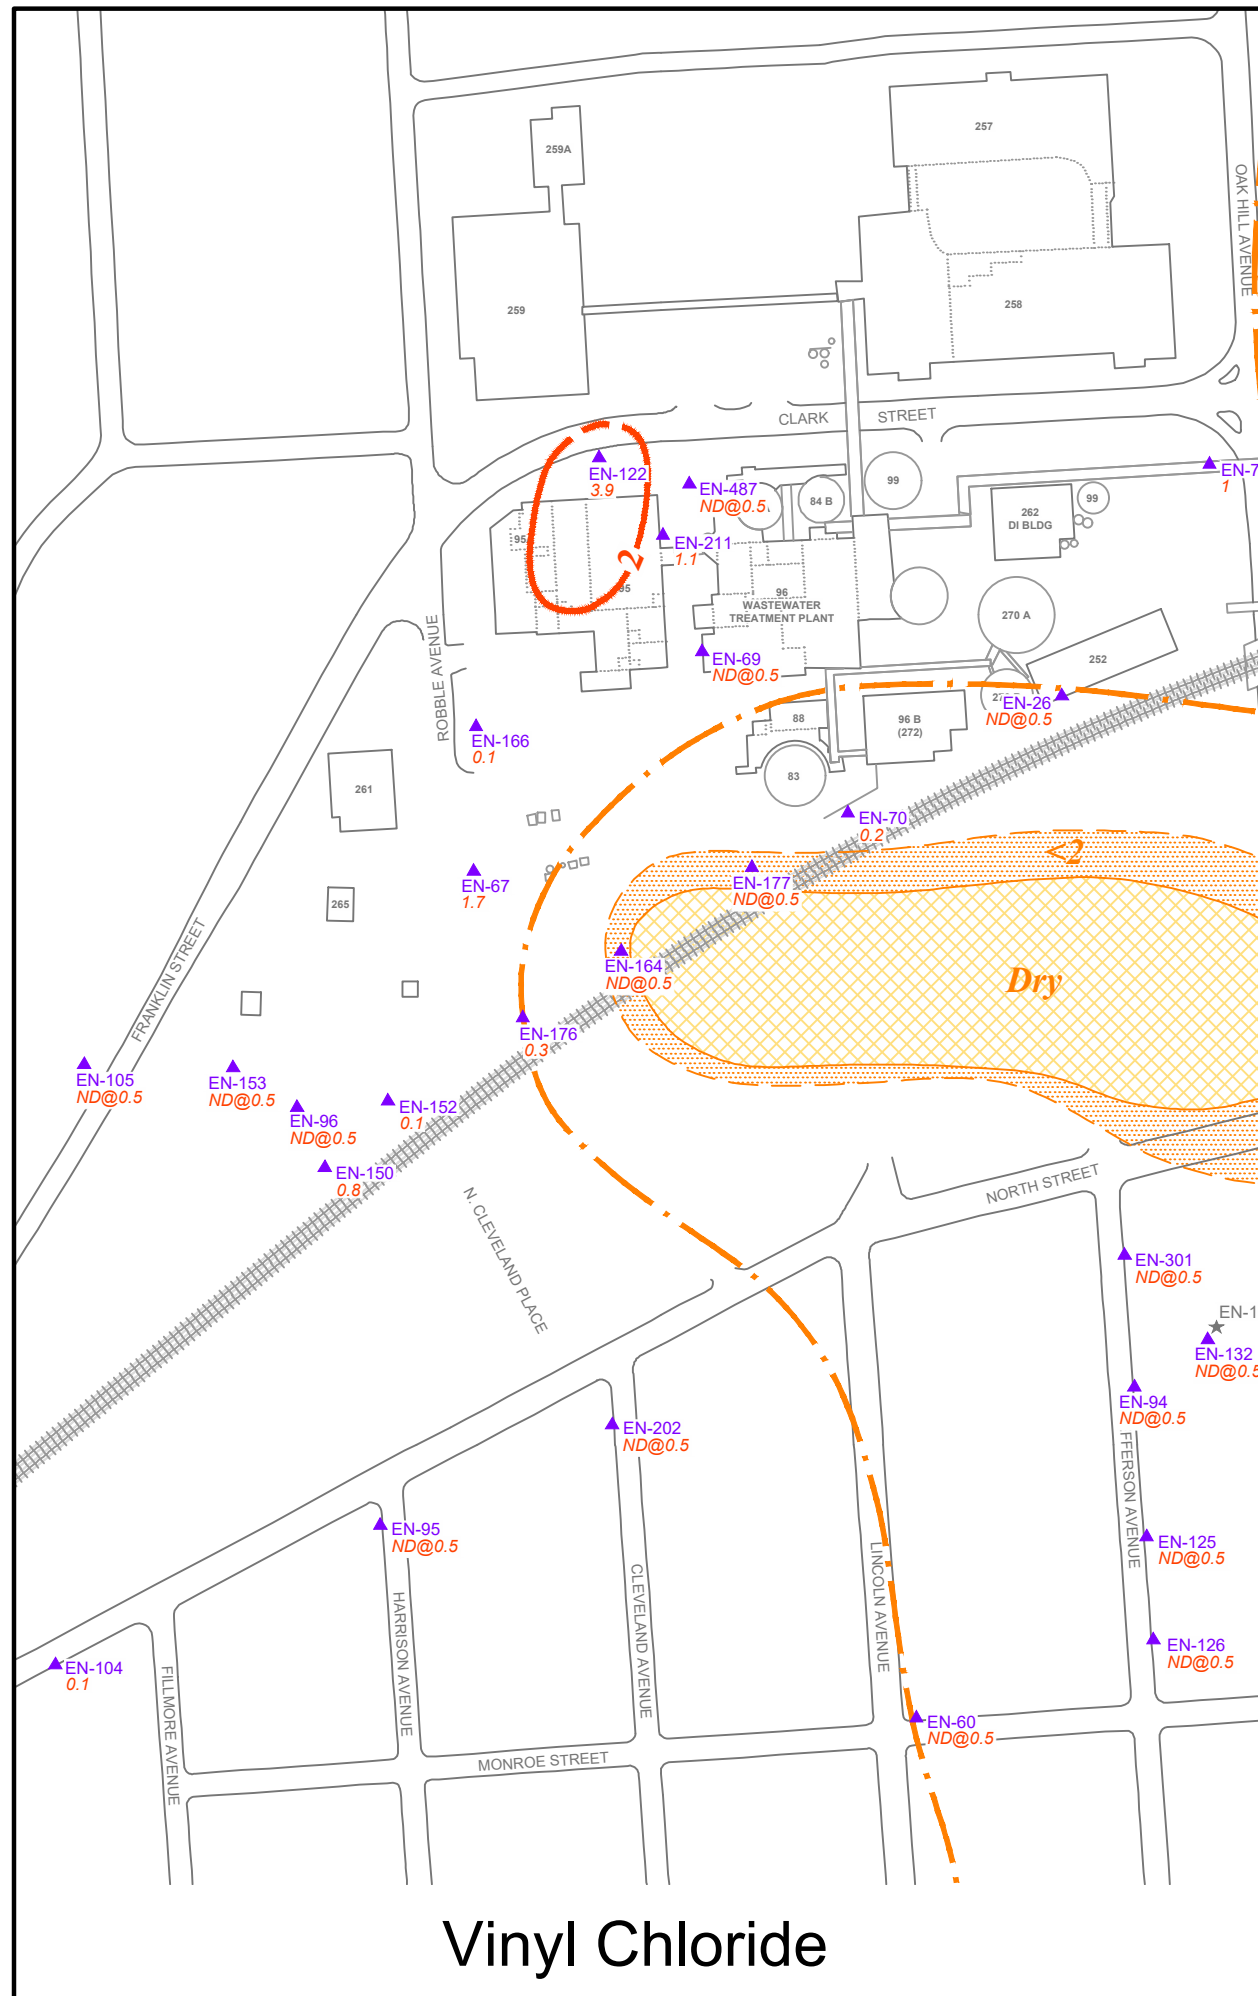 257
259A
OAK HILL AVENUE
259
258
CLARK STREET
EN-122
3.9
EN-487
ND@0.5
84 B
99
EN-7
1
262
DI BLDG
99
95
EN-211
1.1
2
96
WASTEWATER
TREATMENT PLANT
270 A
ROBBLE AVENUE
EN-69
ND@0.5
252
EN-26
ND@0.5
88
96 B
(272)
EN-166
0.1
83
261
EN-70
0.2
<2
EN-67
1.7
EN-177
ND@0.5
265
FRANKLIN STREET
EN-164
ND@0.5
Dry
EN-176
0.3
EN-105
ND@0.5
EN-153
ND@0.5
EN-96
ND@0.5
EN-152
0.1
EN-150
0.8
N. CLEVELAND PLACE
NORTH STREET
EN-301
ND@0.5
EN-1
EN-132
ND@0.5
EN-94
ND@0.5
EN-202
ND@0.5
FFERSON AVENUE
EN-95
ND@0.5
EN-125
ND@0.5
HARRISON AVENUE
CLEVELAND AVENUE
LINCOLN AVENUE
EN-126
ND@0.5
EN-104
0.1
FILLMORE AVENUE
EN-60
ND@0.5
MONROE STREET
Vinyl Chloride